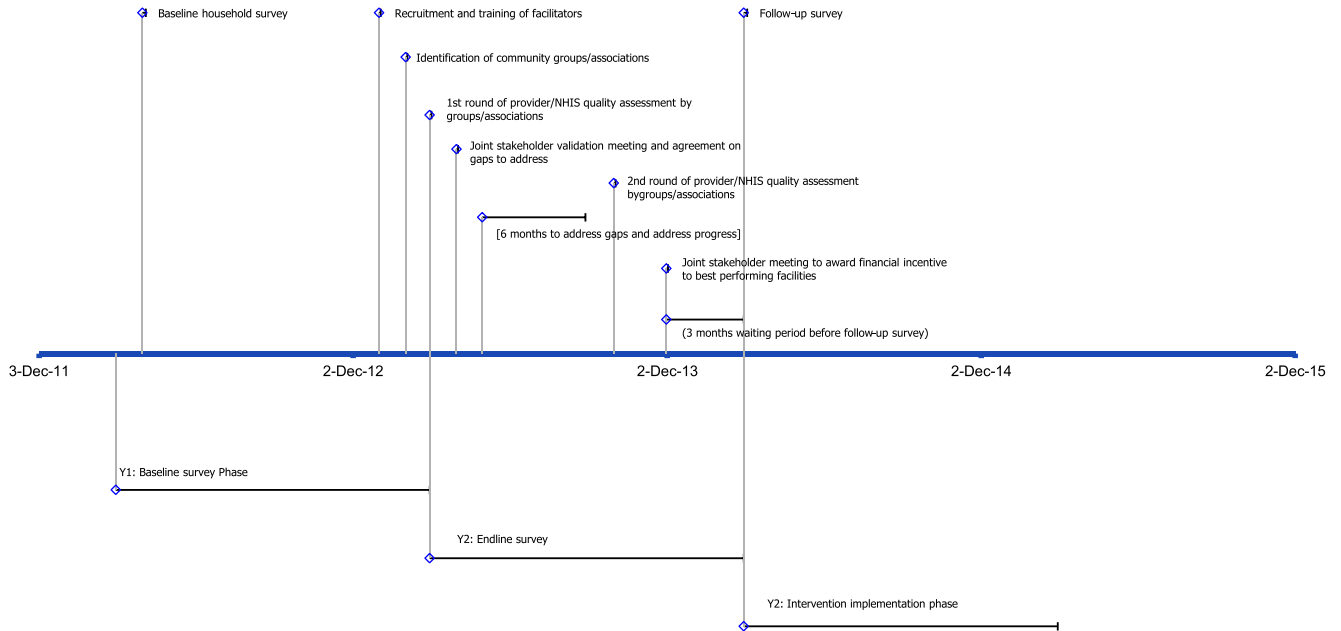 Baseline household survey
Recruitment and training of facilitators
Follow-up survey
Identification of community groups/associations
1st round of provider/NHIS quality assessment by
groups/associations
Joint stakeholder validation meeting and agreement on
gaps to address
2nd round of provider/NHIS quality assessment
bygroups/associations
[6 months to address gaps and address progress]
Joint stakeholder meeting to award financial incentive
to best performing facilities
(3 months waiting period before follow-up survey)
3-Dec-11
2-Dec-12
2-Dec-13
2-Dec-14
2-Dec-15
Y1: Baseline survey Phase
Y2: Endline survey
Y2: Intervention implementation phase